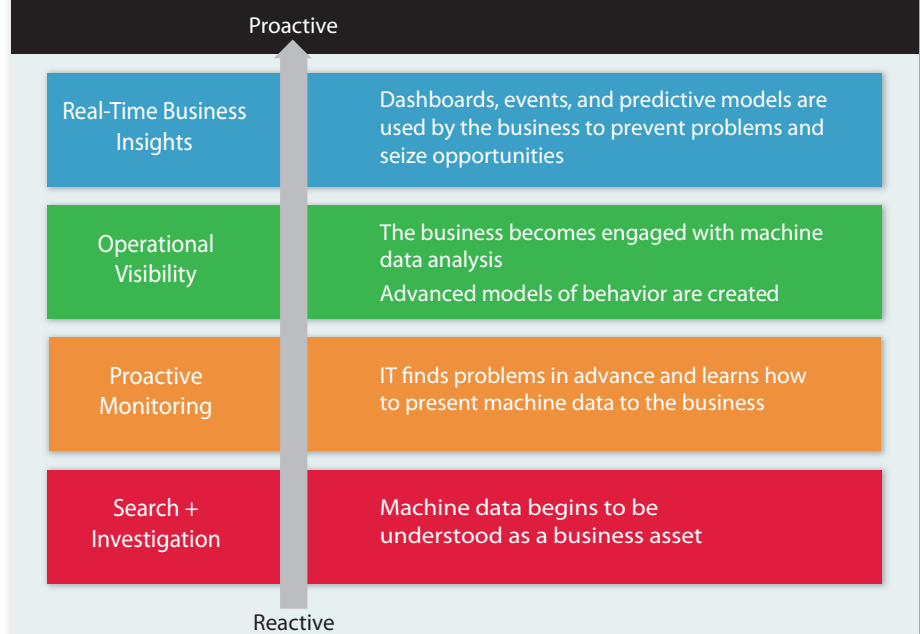 Proactive
Real-Time Business
Insights
Dashboards, events, and predictive models are
used by the business to prevent problems and
seize opportunities
Operational
Visibility
The business becomes engaged with machine
data analysis
Advanced models of behavior are created
Proactive
Monitoring
IT finds problems in advance and learns how
to present machine data to the business
Search +
Investigation
Machine data begins to be
understood as a business asset
Reactive